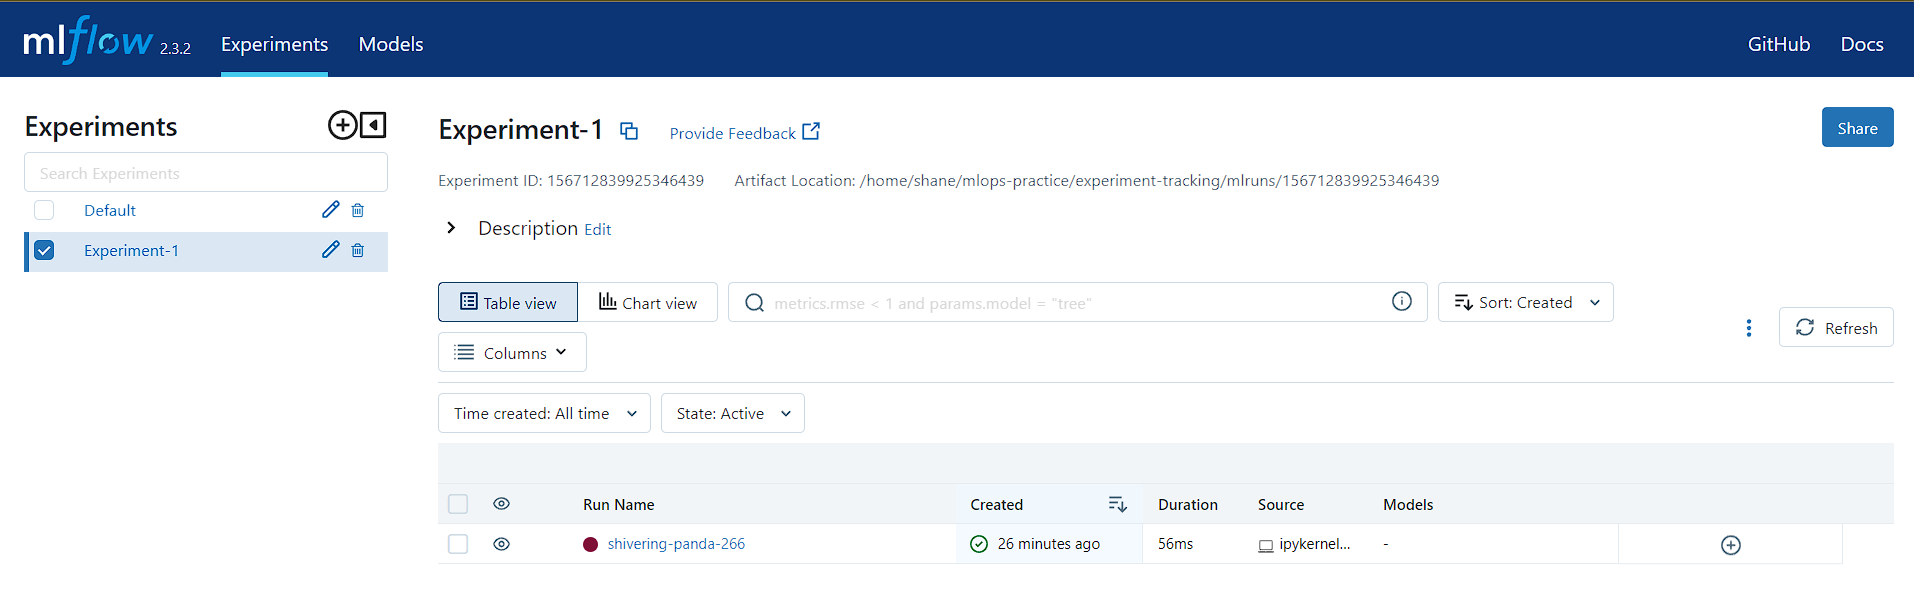 mlflow 2.3.2 Experiments Models GitHub Docs
Experiments
Search Experiments
Default
Experiment-1
Experiment-1 Provide Feedback Share
Experiment ID: 156712839925346439 Artifact Location: /home/shane/mlops-practice/experiment-tracking/mlruns/156712839925346439
Description Edit
Table view Chart view metrics.rmse < 1 and params.model = "tree" Sort: Created
Refresh
Columns
Time created: All time State: Active
Run Name Created Duration Source Models
shivering-panda-266 26 minutes ago 56ms ipykernel... -